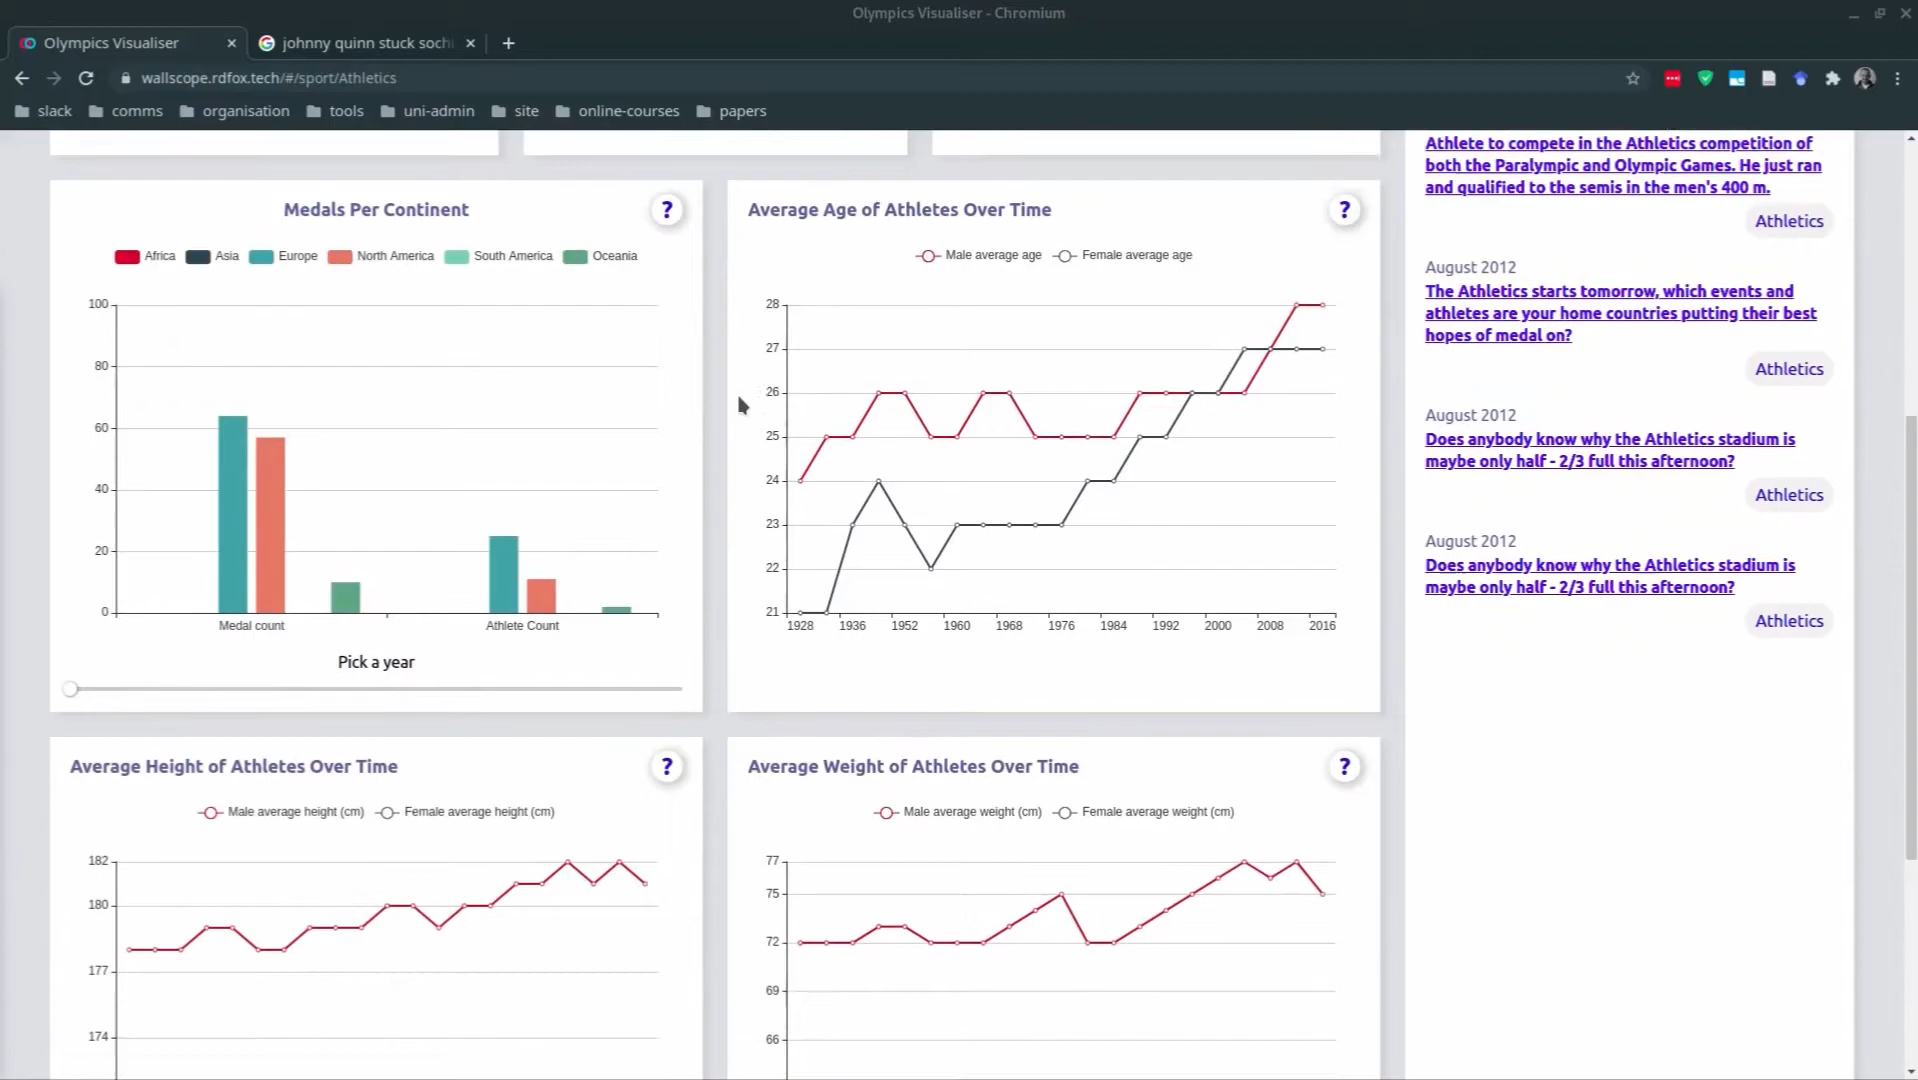 Olympics Visualiser - Chromium
Olympics Visualiser
johnny quinn stuck soch
wallscope.rdfox.tech/#/sport/Athletics
slack comms organisation tools uni-admin site online-courses papers
Medals Per Continent
?
Africa Asia Europe North America South America Oceania
100
80
60
40
20
0
Medal count Athlete Count
Pick a year
Average Age of Athletes Over Time
?
Male average age Female average age
28
27
26
25
24
23
22
21
1928 1936 1952 1960 1968 1976 1984 1992 2000 2008 2016
Average Height of Athletes Over Time
?
Male average height (cm) Female average height (cm)
182
180
177
174
Average Weight of Athletes Over Time
?
Male average weight (cm) Female average weight (cm)
77
75
72
69
66
Athlete to compete in the Athletics competition of
both the Paralympic and Olympic Games. He just ran
and qualified to the semis in the men's 400 m.
Athletics
August 2012
The Athletics starts tomorrow, which events and
athletes are your home countries putting their best
hopes of medal on?
Athletics
August 2012
Does anybody know why the Athletics stadium is
maybe only half - 2/3 full this afternoon?
Athletics
August 2012
Does anybody know why the Athletics stadium is
maybe only half - 2/3 full this afternoon?
Athletics